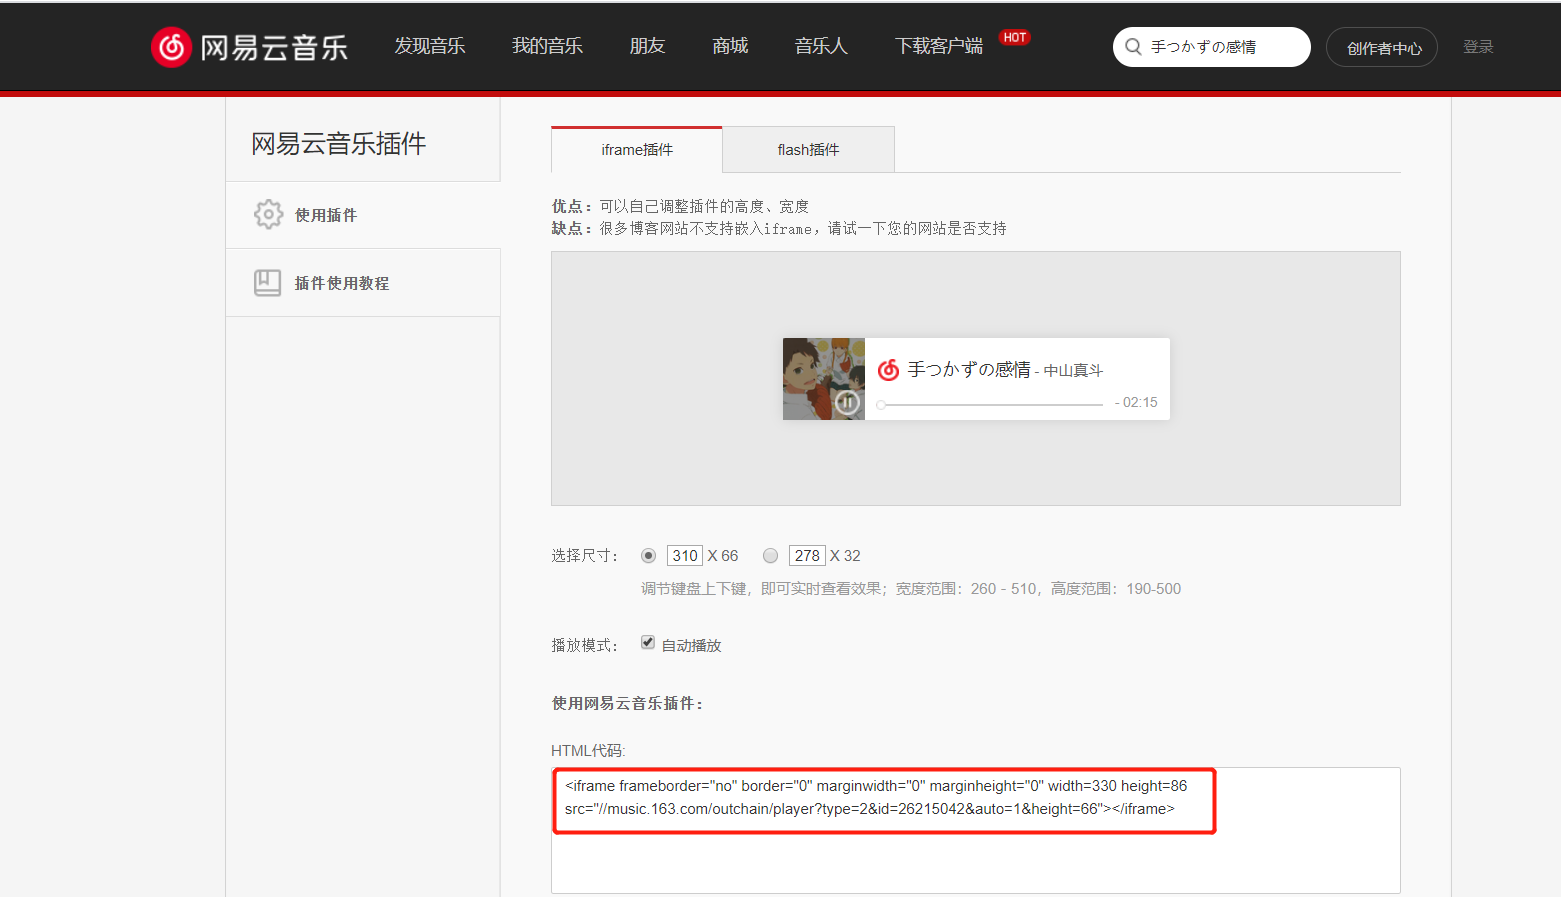 网易云音乐 发现音乐 我的音乐 朋友 商城 音乐人 下载客户端 HOT 手つかずの感情 创作者中心 登录
网易云音乐插件
使用插件
插件使用教程
iframe插件 flash插件
优点：可以自己调整插件的高度、宽度
缺点：很多博客网站不支持嵌入iframe，请试一下您的网站是否支持
手つかずの感情 - 中山真斗
- 02:15
选择尺寸： 310 X 66 278 X 32
调节键盘上下键，即可实时查看效果；宽度范围：260 - 510，高度范围：190-500
播放模式： 自动播放
使用网易云音乐插件：
HTML代码:
<iframe frameborder="no" border="0" marginwidth="0" marginheight="0" width=330 height=86
src="//music.163.com/outchain/player?type=2&id=26215042&auto=1&height=66"></iframe>